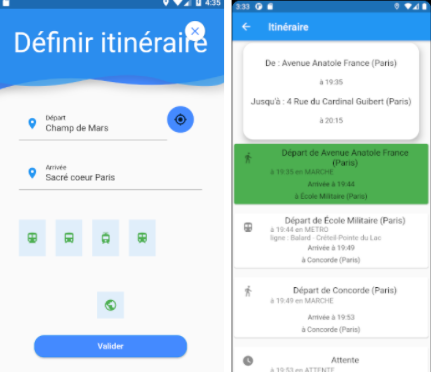 4:35
Définir itinéraire
Départ
Champ de Mars
Arrivée
Sacré coeur Paris
Valider
3:33
Itinéraire
De : Avenue Anatole France (Paris)
à 19:35
Jusqu'à : 4 Rue du Cardinal Guibert (Paris)
à 20:15
Départ de Avenue Anatole France
(Paris)
à 19:35 en MARCHE
Arrivée à 19:44
à École Militaire (Paris)
Départ de École Militaire (Paris)
à 19:44 en METRO
ligne : Balard - Créteil Pointe du Lac
Arrivée à 19:49
à Concorde (Paris)
Départ de Concorde (Paris)
à 19:49 en MARCHE
Arrivée à 19:53
à Concorde (Paris)
Attente
à 19:53 en ATTENTE